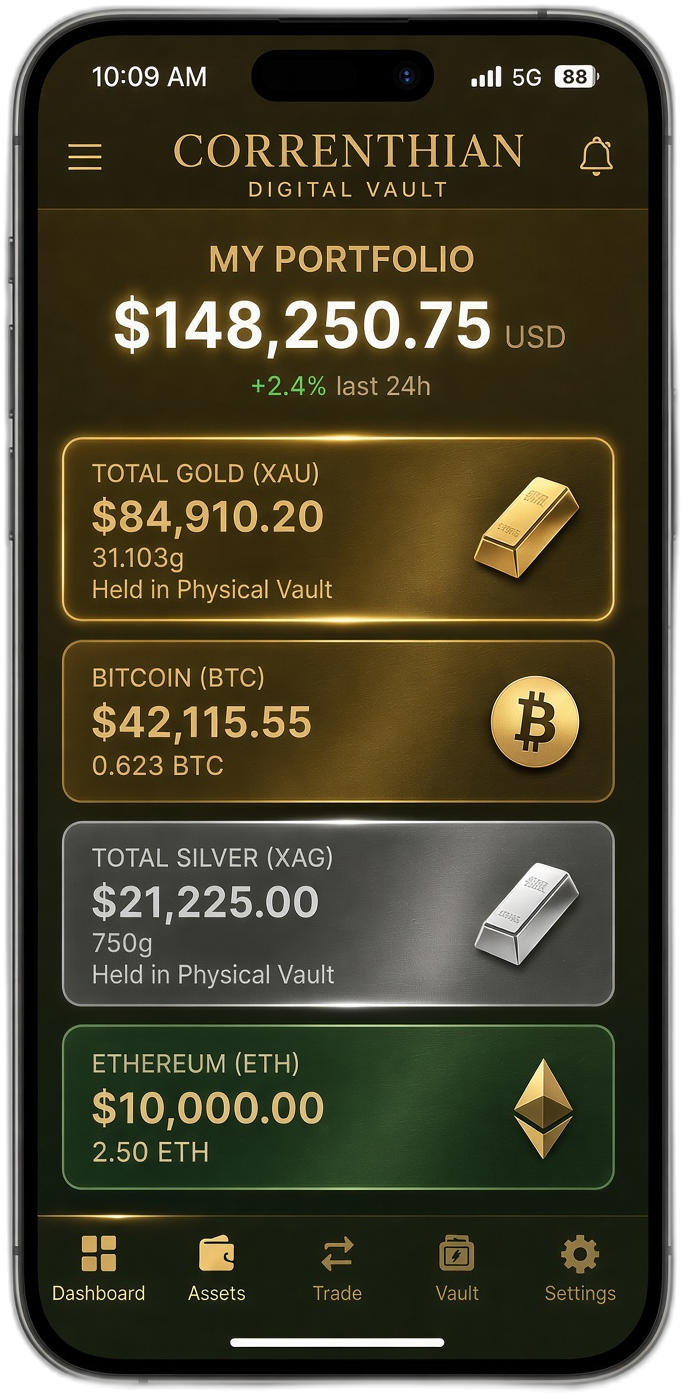 10:09 AM 5G 88
CORRENTHIAN
DIGITAL VAULT
MY PORTFOLIO
$148,250.75 USD
+2.4% last 24h
TOTAL GOLD (XAU)
$84,910.20
31.103g
Held in Physical Vault
BITCOIN (BTC)
$42,115.55
0.623 BTC
TOTAL SILVER (XAG)
$21,225.00
750g
Held in Physical Vault
ETHEREUM (ETH)
$10,000.00
2.50 ETH
Dashboard Assets Trade Vault Settings